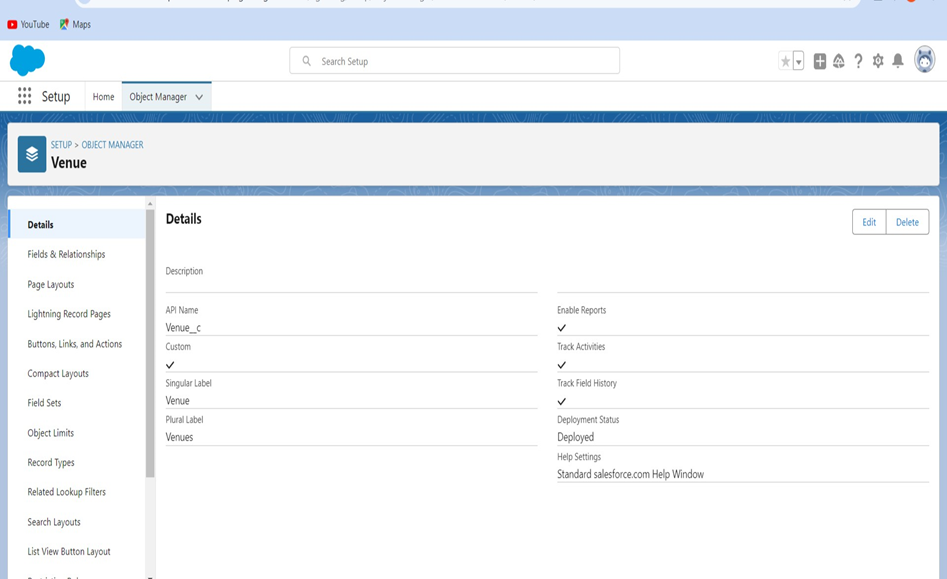 YouTube Maps
Search Setup
Setup Home Object Manager
SETUP > OBJECT MANAGER
Venue
Details
Fields & Relationships
Page Layouts
Lightning Record Pages
Buttons, Links, and Actions
Compact Layouts
Field Sets
Object Limits
Record Types
Related Lookup Filters
Search Layouts
List View Button Layout
Details
Edit Delete
Description
API Name
Venue__c
Custom
Singular Label
Venue
Plural Label
Venues
Enable Reports
Track Activities
Track Field History
Deployment Status
Deployed
Help Settings
Standard salesforce.com Help Window